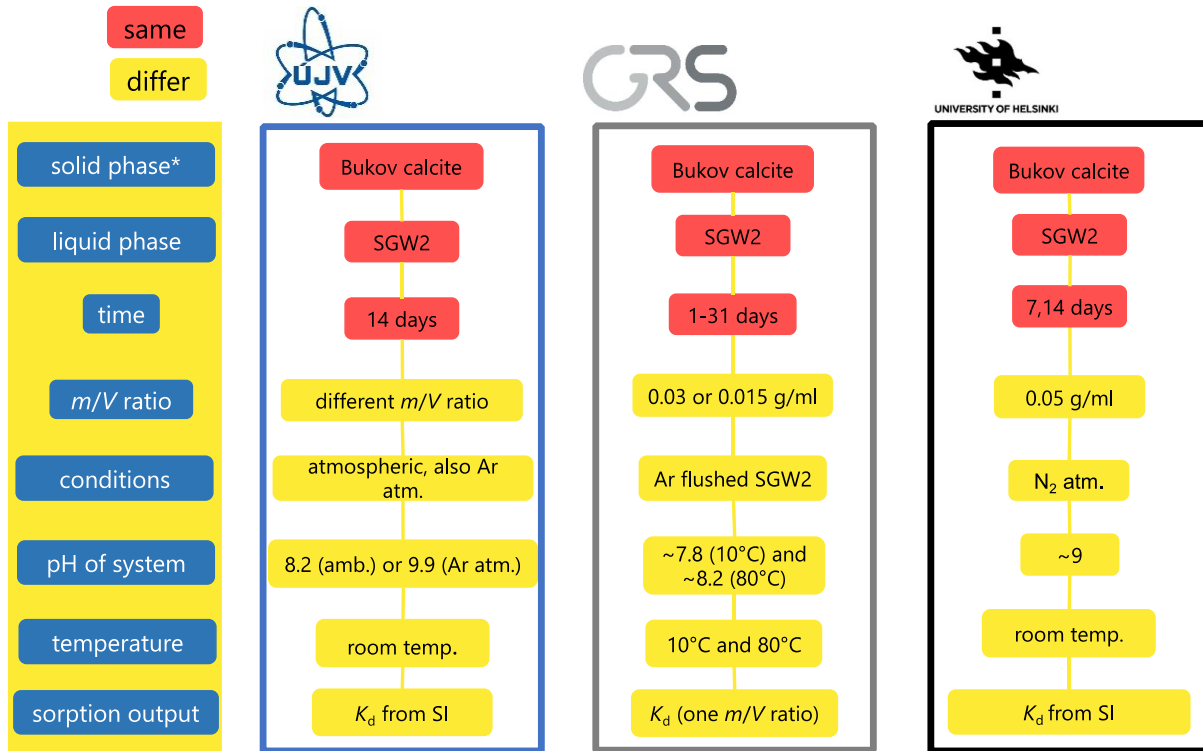 same
differ
ÚJV
GRS
UNIVERSITY OF HELSINKI
solid phase*
Bukov calcite
Bukov calcite
Bukov calcite
liquid phase
SGW2
SGW2
SGW2
time
14 days
1-31 days
7,14 days
m/V ratio
different m/V ratio
0.03 or 0.015 g/ml
0.05 g/ml
conditions
atmospheric, also Ar
atm.
Ar flushed SGW2
N₂ atm.
pH of system
8.2 (amb.) or 9.9 (Ar atm.)
~7.8 (10°C) and
~8.2 (80°C)
~9
temperature
room temp.
10°C and 80°C
room temp.
sorption output
Kd from SI
Kd (one m/V ratio)
Kd from SI